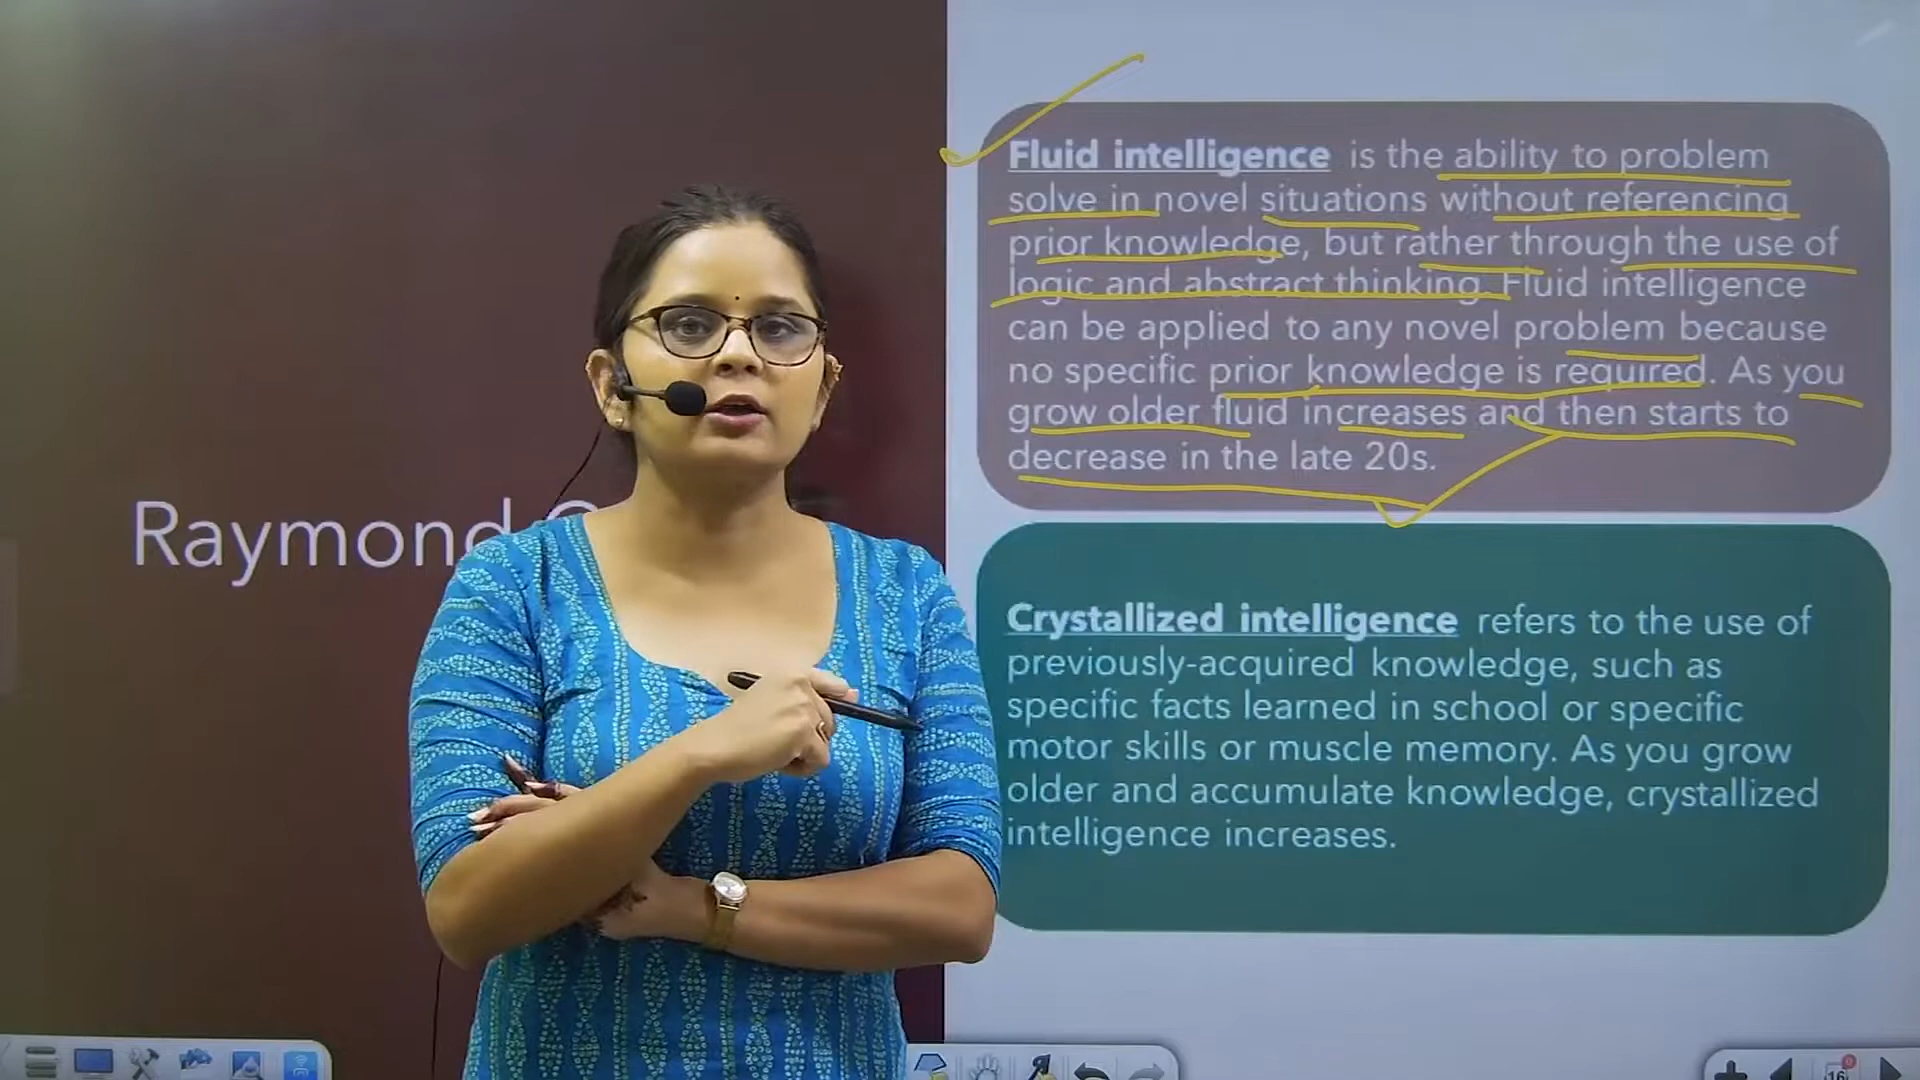 Raymond
Fluid intelligence is the ability to problem
solve in novel situations without referencing
prior knowledge, but rather through the use of
logic and abstract thinking. Fluid intelligence
can be applied to any novel problem because
no specific prior knowledge is required. As you
grow older fluid increases and then starts to
decrease in the late 20s.
Crystallized intelligence refers to the use of
previously-acquired knowledge, such as
specific facts learned in school or specific
motor skills or muscle memory. As you grow
older and accumulate knowledge, crystallized
intelligence increases.
16